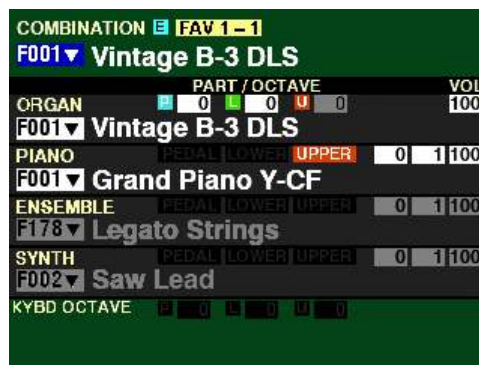 COMBINATION E FAV 1 – 1
F001▼ Vintage B-3 DLS
PART / OCTAVE VOL
ORGAN P 0 L 0 U 0 100
F001▼ Vintage B-3 DLS
PIANO PEDAL LOWER UPPER 0 1 100
F001▼ Grand Piano Y-CF
ENSEMBLE PEDAL LOWER UPPER 0 1 100
F178▼ Legato Strings
SYNTH PEDAL LOWER UPPER 0 1 100
F002▼ Saw Lead
KYBD OCTAVE P 0 L 0 U 0